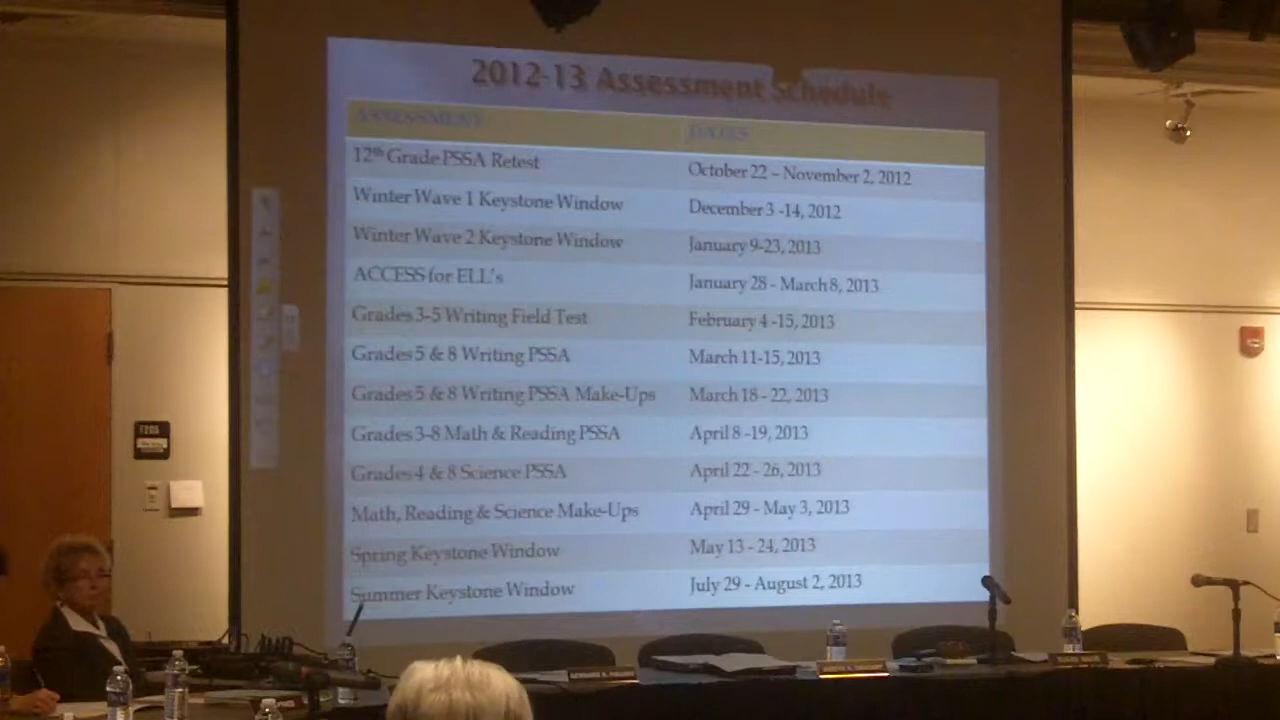 2012-13 Assessment Schedule
ASSESSMENT DATES
12th Grade PSSA Retest October 22 – November 2, 2012
Winter Wave 1 Keystone Window December 3 -14, 2012
Winter Wave 2 Keystone Window January 9-23, 2013
ACCESS for ELL's January 28 - March 8, 2013
Grades 3-5 Writing Field Test February 4 -15, 2013
Grades 5 & 8 Writing PSSA March 11-15, 2013
Grades 5 & 8 Writing PSSA Make-Ups March 18 - 22, 2013
Grades 3-8 Math & Reading PSSA April 8 -19, 2013
Grades 4 & 8 Science PSSA April 22 - 26, 2013
Math, Reading & Science Make-Ups April 29 - May 3, 2013
Spring Keystone Window May 13 - 24, 2013
Summer Keystone Window July 29 - August 2, 2013